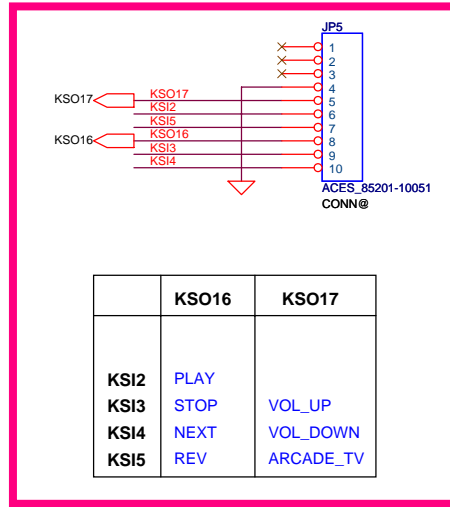 JP5
1
2
3
4
KSO17 KSO17 5
KSI2 6
KSI5 7
KSO16 KSO16 8
KSI3 9
KSI4 10
ACES_85201-10051
CONN@
KSO16 KSO17
KSI2 PLAY
KSI3 STOP VOL_UP
KSI4 NEXT VOL_DOWN
KSI5 REV ARCADE_TV